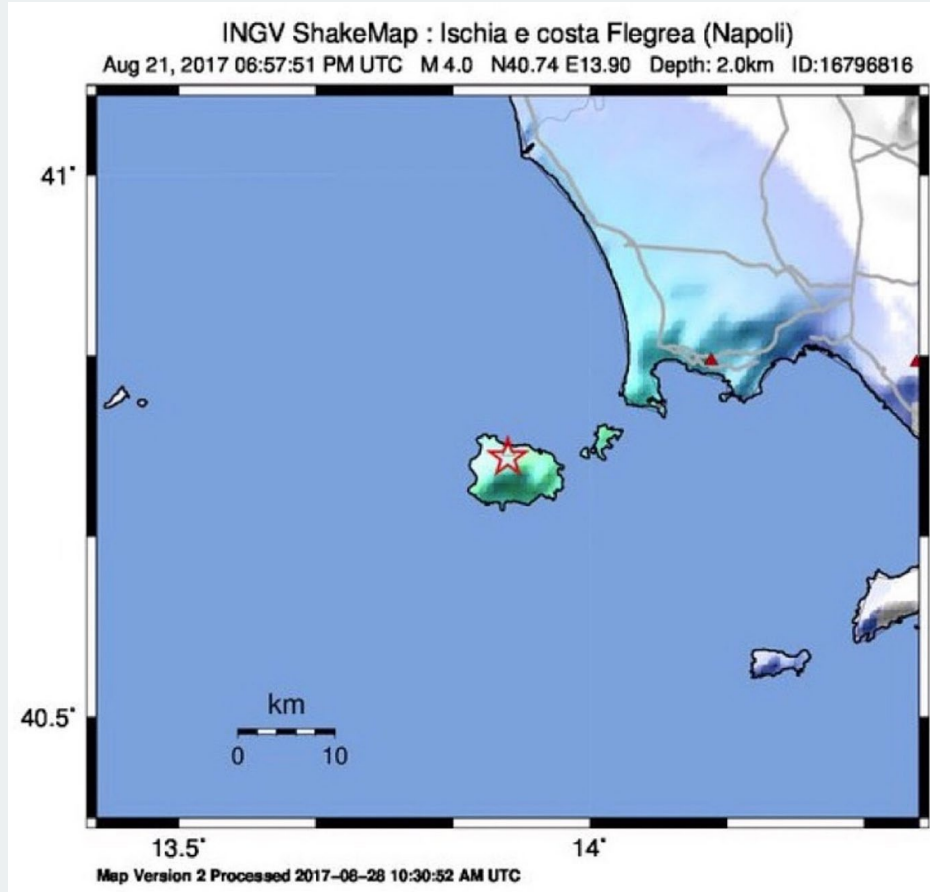 INGV ShakeMap : Ischia e costa Flegrea (Napoli)
Aug 21, 2017 06:57:51 PM UTC M 4.0 N40.74 E13.90 Depth: 2.0km ID:16796816
41°
40.5°
km
0 10
13.5° 14°
Map Version 2 Processed 2017-08-28 10:30:52 AM UTC